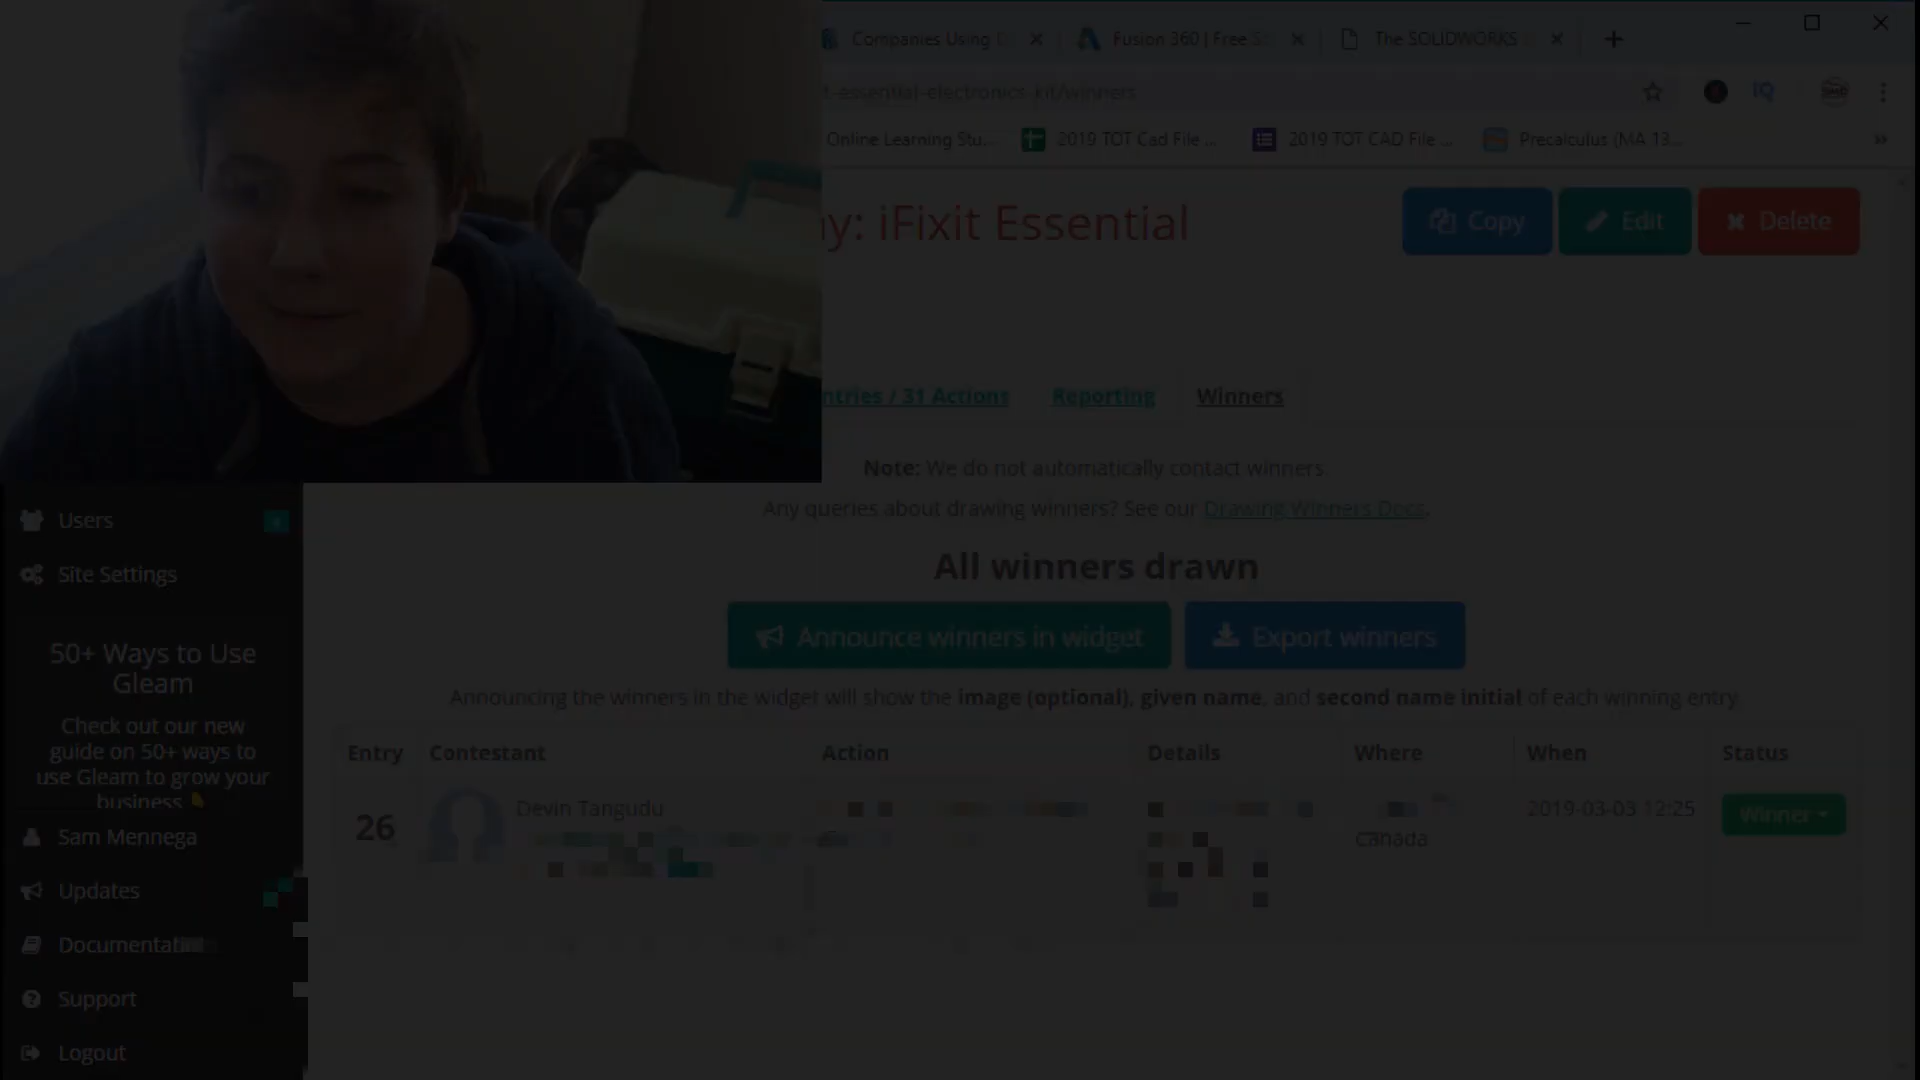 Companies Using
Fusion 360 | Free S
The SOLIDWORKS
t-essential-electronics-kit/winners
IQ
Online Learning Stu...
2019 TOT Cad File ...
2019 TOT CAD File ...
Precalculus (MA 13...
y: iFixit Essential
Copy
Edit
Delete
ntries / 31 Actions
Reporting
Winners
Note: We do not automatically contact winners.
Any queries about drawing winners? See our Drawing Winners Docs.
All winners drawn
Announce winners in widget
Export winners
Announcing the winners in the widget will show the image (optional), given name, and second name initial of each winning entry
Entry Contestant Action Details Where When Status
26 Devin Tangudu 2019-03-03 12:25 Winner
Canada
Users
Site Settings
50+ Ways to Use
Gleam
Check out our new
guide on 50+ ways to
use Gleam to grow your
business
Sam Mennega
Updates
Support
Logout